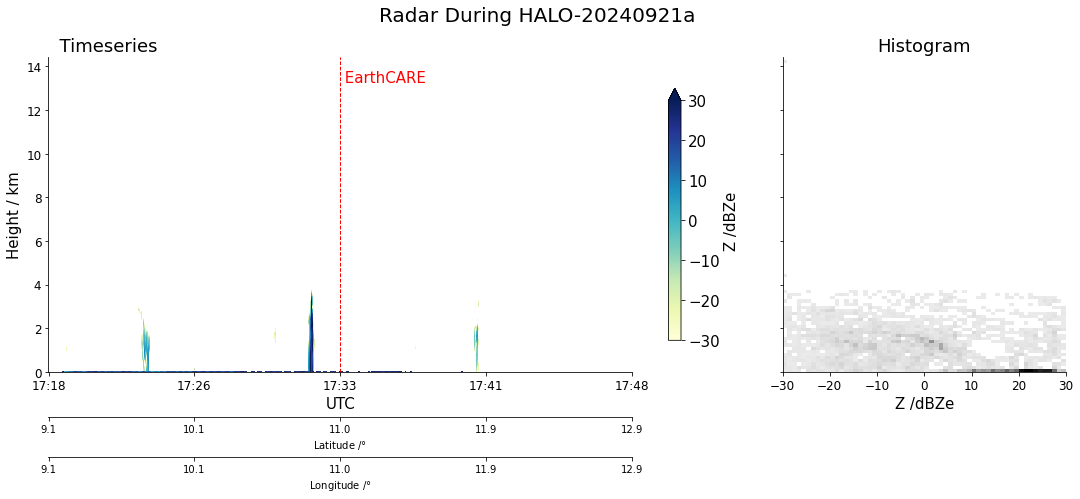 Radar During HALO-20240921a
Timeseries
Histogram
EarthCARE
14
12
10
8
6
4
2
0
Height / km
17:18 17:26 17:33 17:41 17:48
UTC
9.1 10.1 11.0 11.9 12.9
Latitude /°
9.1 10.1 11.0 11.9 12.9
Longitude /°
30
20
10
0
−10
−20
−30
Z /dBZe
−30 −20 −10 0 10 20 30
Z /dBZe